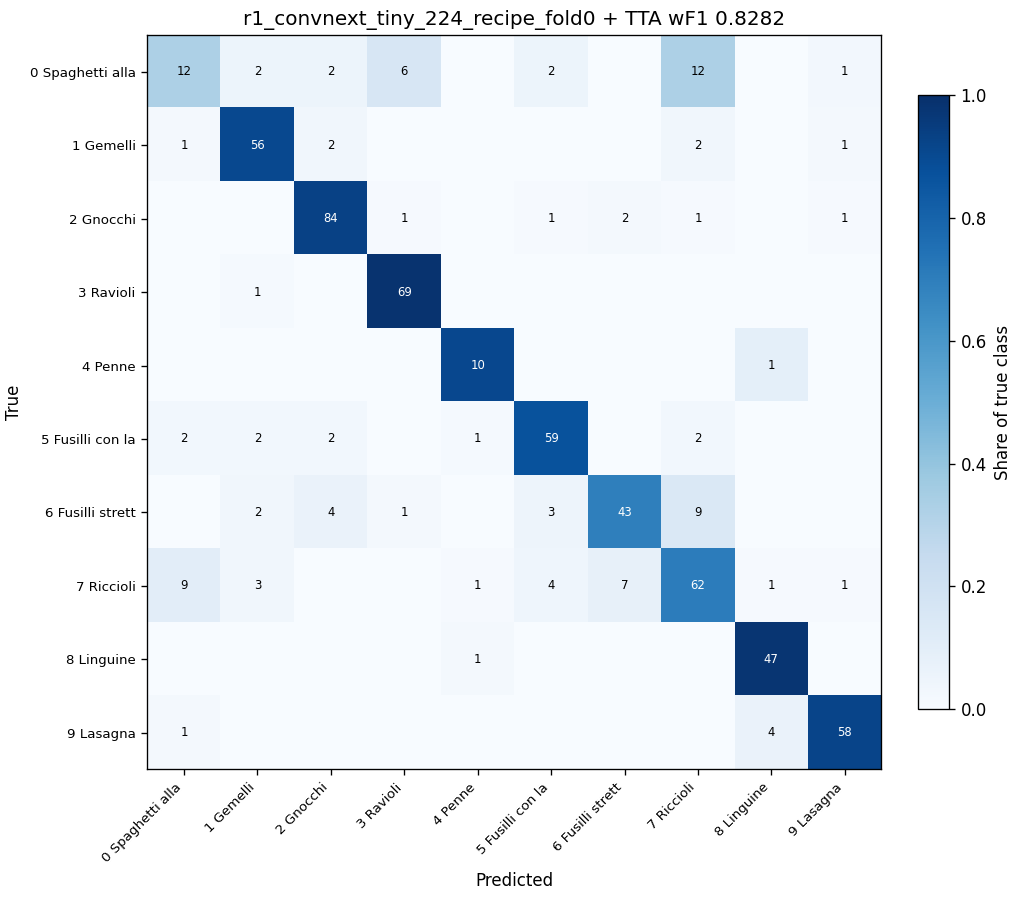 r1_convnext_tiny_224_recipe_fold0 + TTA wF1 0.8282
0 Spaghetti alla 12 2 2 6 2 12 1
1 Gemelli 1 56 2 2 1
2 Gnocchi 84 1 1 2 1 1
3 Ravioli 1 69
4 Penne 10 1
5 Fusilli con la 2 2 2 1 59 2
6 Fusilli strett 2 4 1 3 43 9
7 Riccioli 9 3 1 4 7 62 1 1
8 Linguine 1 47
9 Lasagna 1 4 58
0 Spaghetti alla 1 Gemelli 2 Gnocchi 3 Ravioli 4 Penne 5 Fusilli con la 6 Fusilli strett 7 Riccioli 8 Linguine 9 Lasagna
Predicted
True
1.0
0.8
0.6
0.4
0.2
0.0
Share of true class